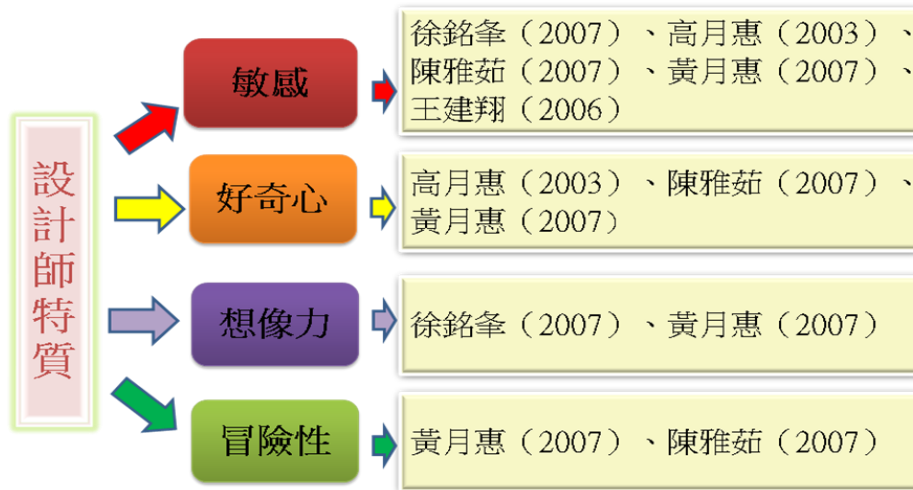 設計師特質
敏感
徐銘夆（2007）、高月惠（2003）、
陳雅茹（2007）、黃月惠（2007）、
王建翔（2006）
好奇心
高月惠（2003）、陳雅茹（2007）、
黃月惠（2007）
想像力
徐銘夆（2007）、黃月惠（2007）
冒險性
黃月惠（2007）、陳雅茹（2007）